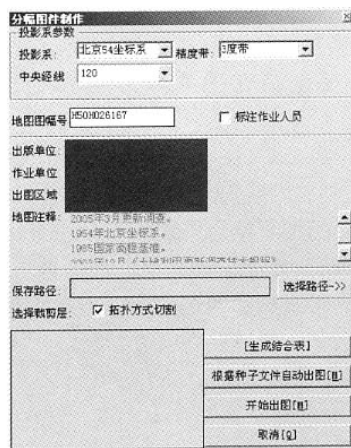 分幅图件制作
投影系参数
投影系: 北京54坐标系 精度带: 3度带
中央经线 120
地图图幅号 H50H026167 标注作业人员
出版单位
作业单位
出图区域
地图注释: 2005年3月更新调查。
1954年北京坐标系。
1985国家高程基准。
保存路径: 选择路径->>
选择裁剪层: 拓扑方式切割
[生成结合表]
根据种子文件自动出图[M]
开始出图[M]
取消[Q]